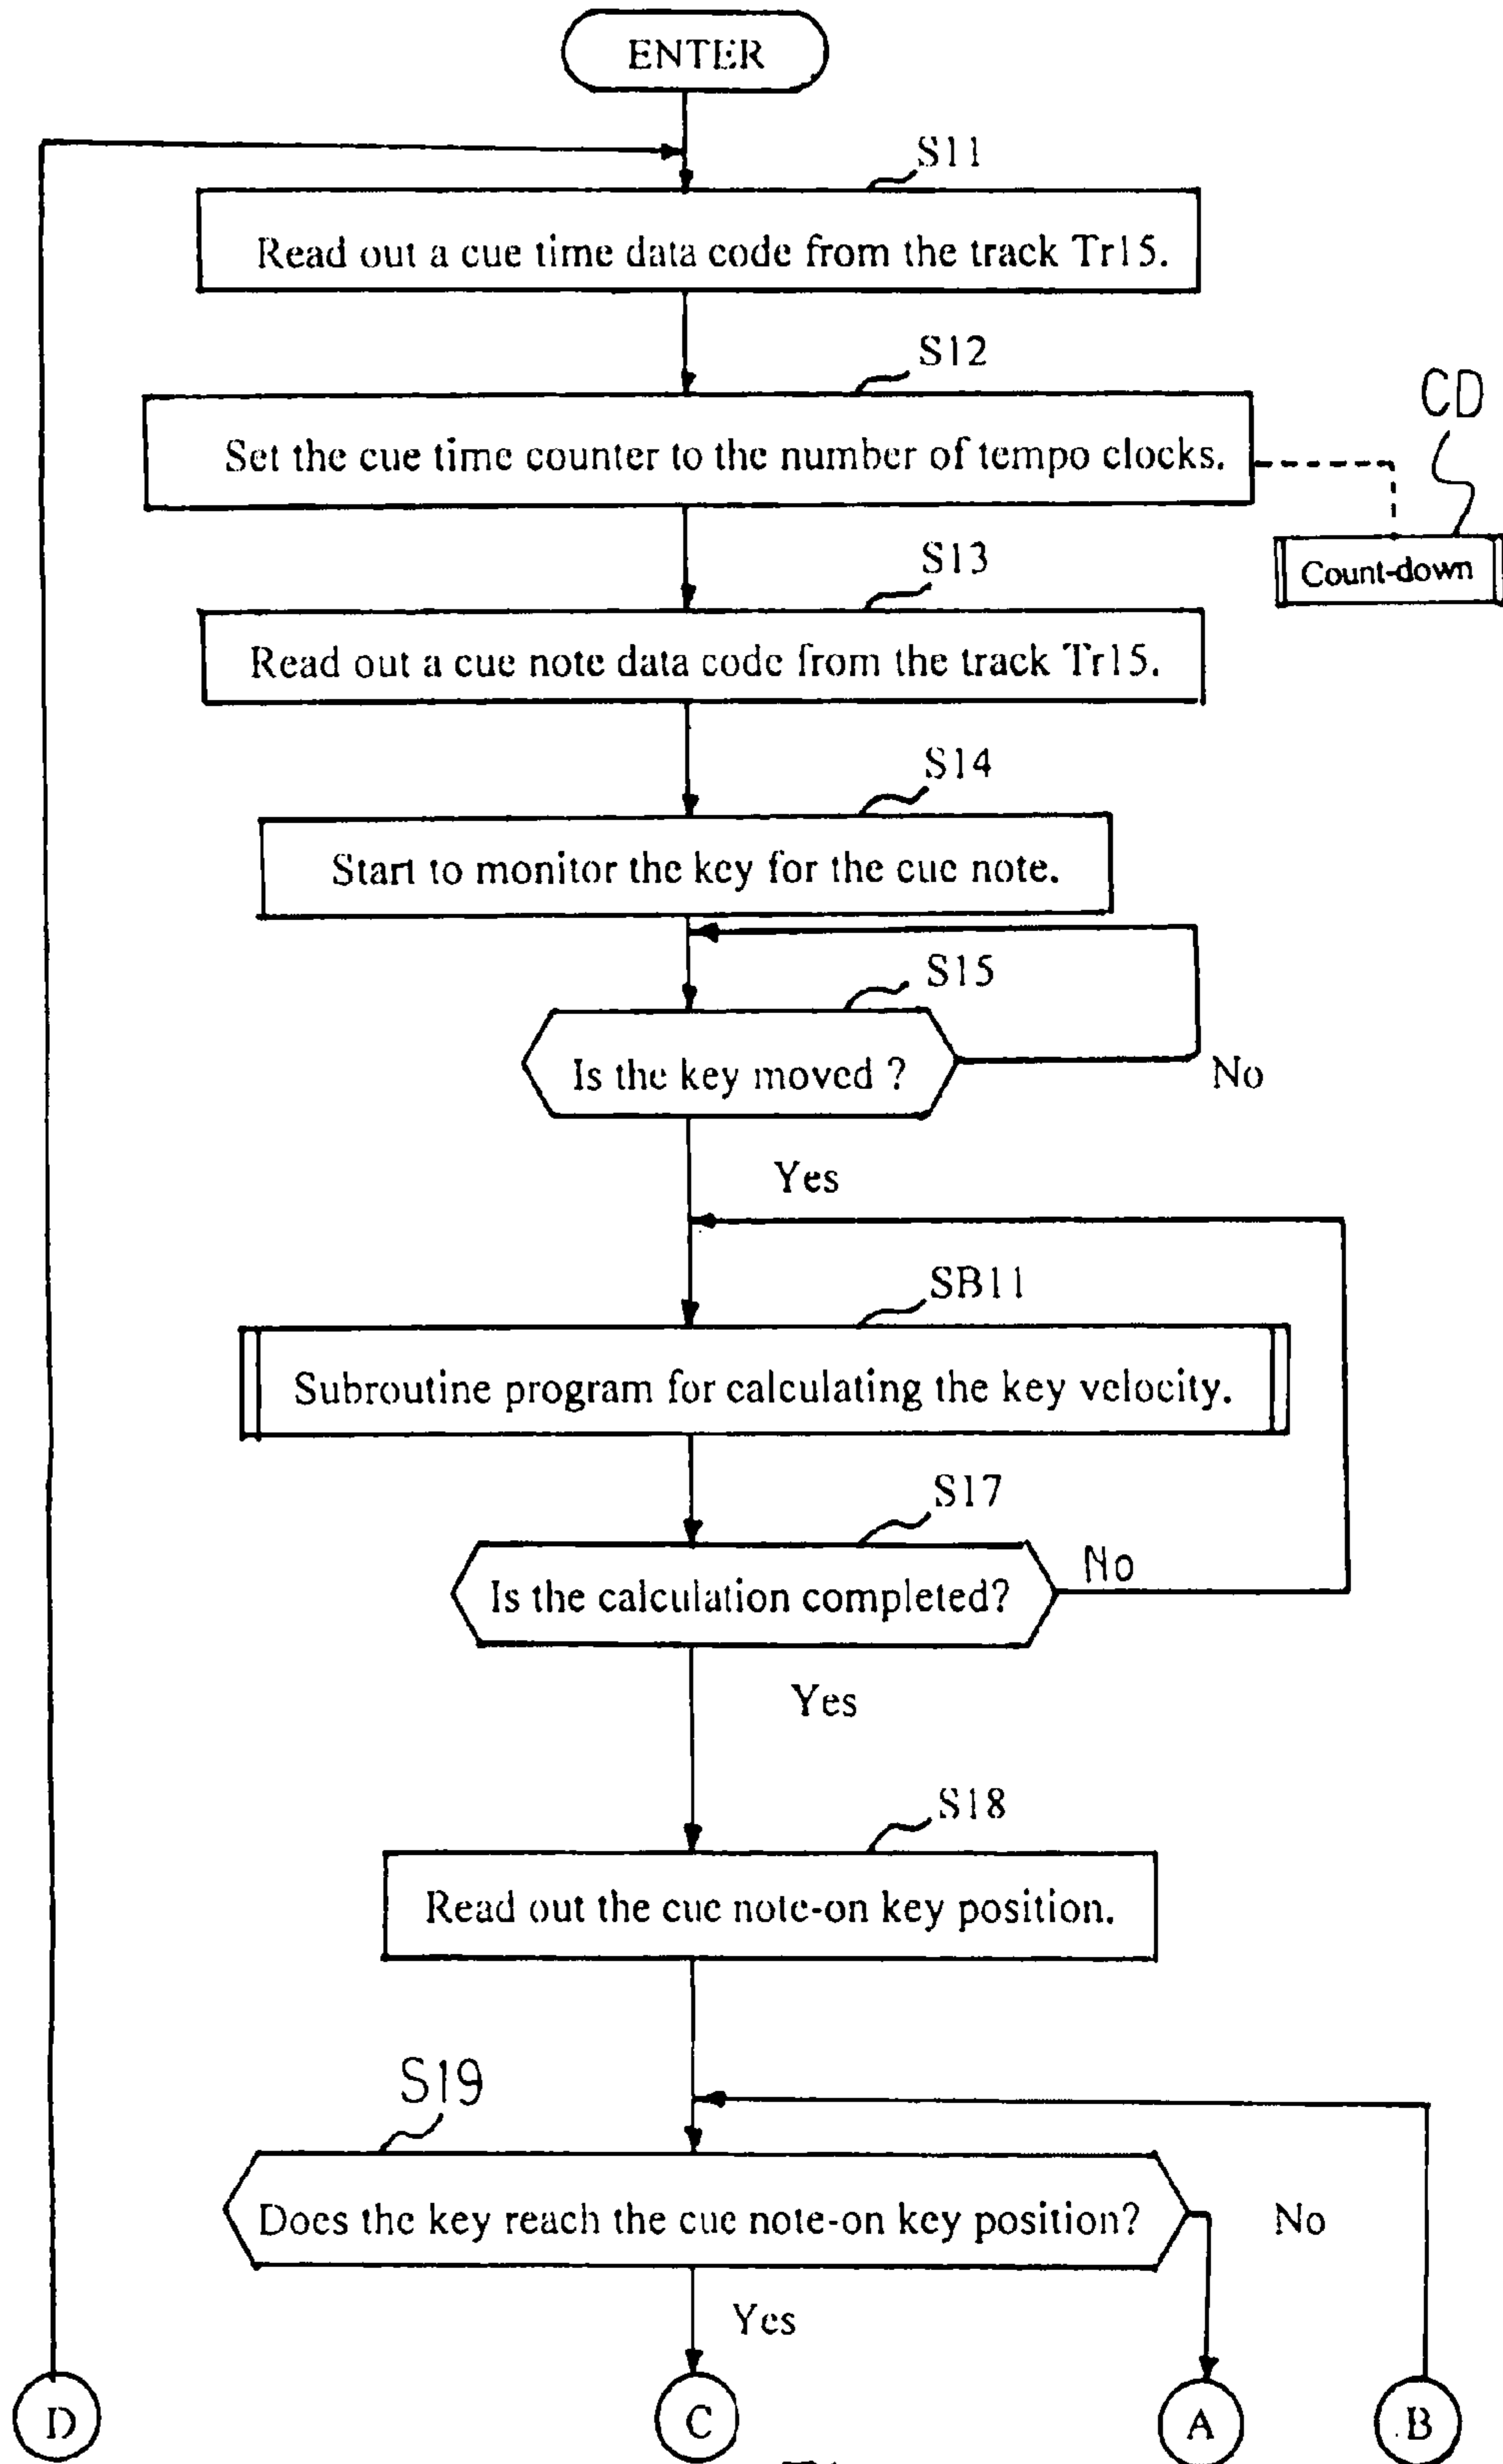 ENTER
S11
Read out a cue time data code from the track Tr15.
S12
Set the cue time counter to the number of tempo clocks.
CD
Count-down
S13
Read out a cue note data code from the track Tr15.
S14
Start to monitor the key for the cue note.
S15
Is the key moved ?
No
Yes
SB11
Subroutine program for calculating the key velocity.
S17
Is the calculation completed?
No
Yes
S18
Read out the cue note-on key position.
S19
Does the key reach the cue note-on key position?
No
Yes
D
C
A
B